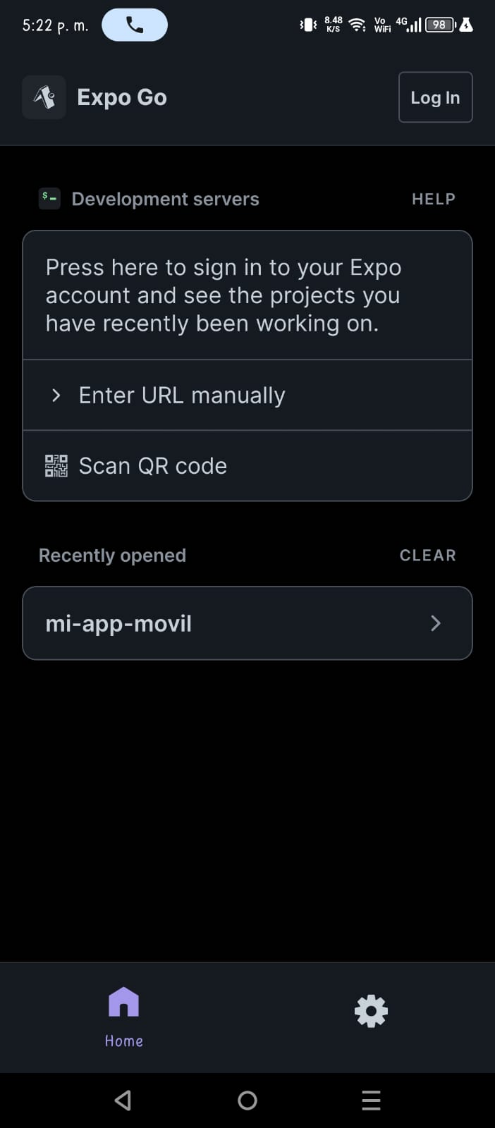 5:22 p. m. 8.48 K/S Vo WiFi 4G 98
Expo Go
Log In
Development servers
HELP
Press here to sign in to your Expo
account and see the projects you
have recently been working on.
Enter URL manually
Scan QR code
Recently opened
CLEAR
mi-app-movil
Home